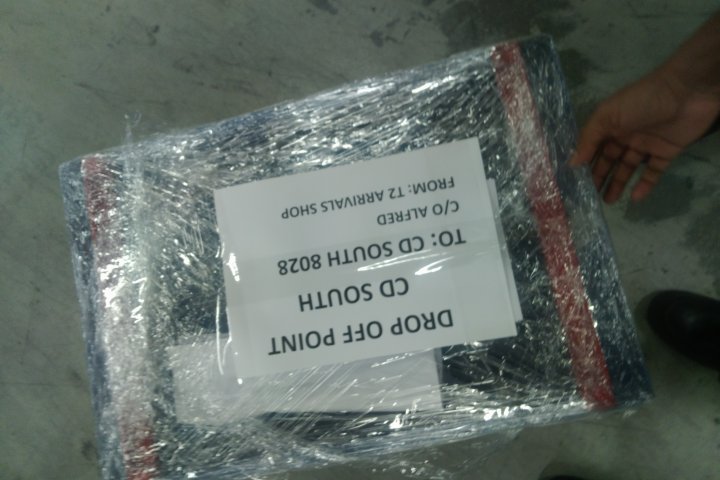 DROP OFF POINT
CD SOUTH
TO: CD SOUTH 8028
C/O ALFRED
FROM: T2 ARRIVALS SHOP